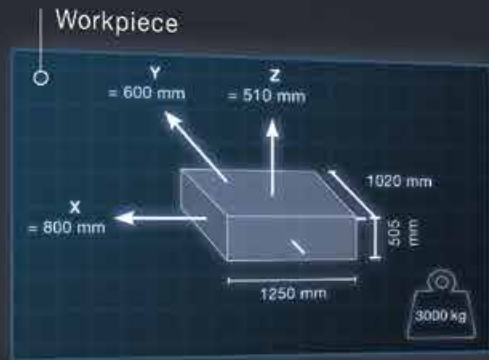 Workpiece
Y
= 600 mm
Z
= 510 mm
X
= 800 mm
1020 mm
505
mm
1250 mm
3000 kg